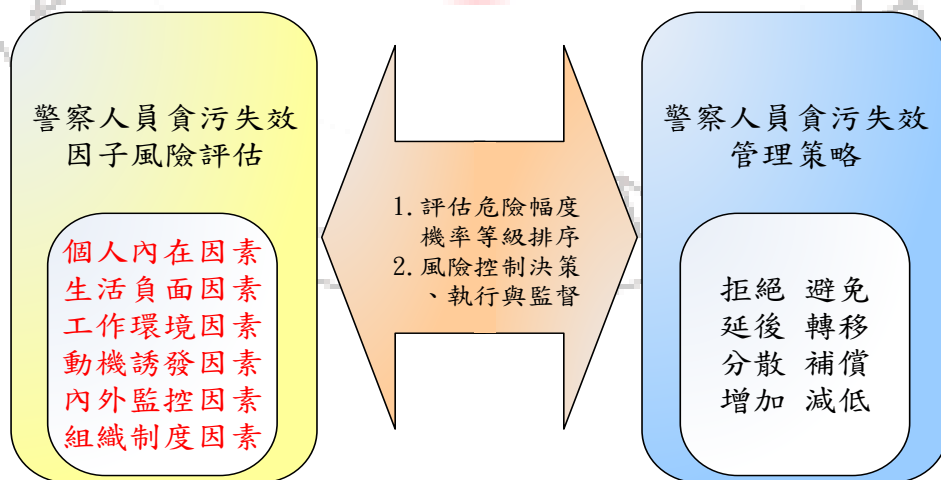 警察人員貪污失效
因子風險評估
個人內在因素
生活負面因素
工作環境因素
動機誘發因素
內外監控因素
組織制度因素
1.評估危險幅度
機率等級排序
2.風險控制決策
、執行與監督
警察人員貪污失效
管理策略
拒絕 避免
延後 轉移
分散 補償
增加 減低